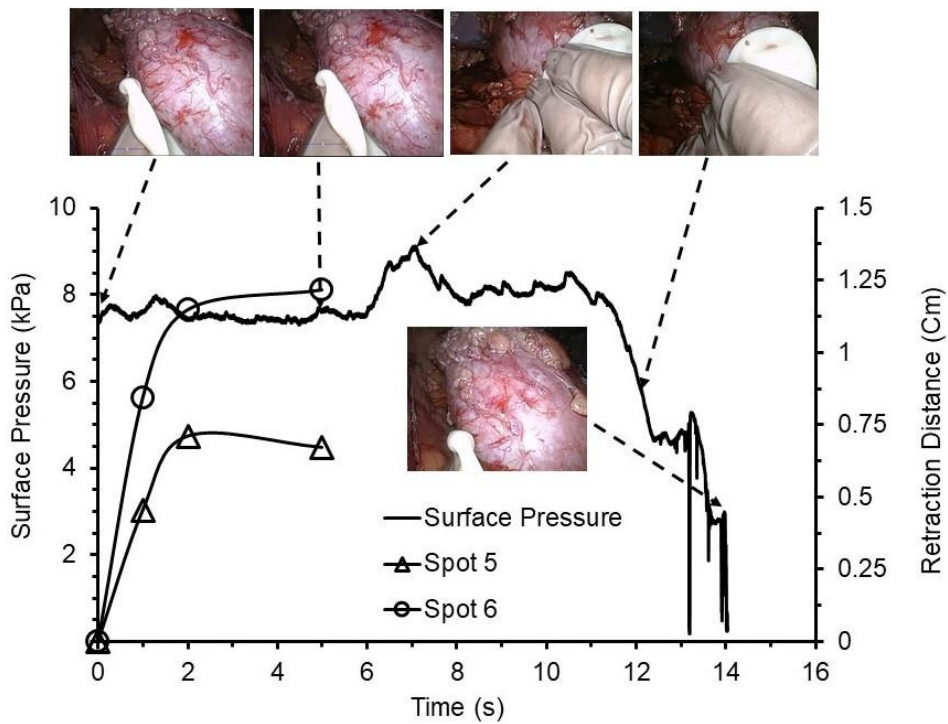 10
8
6
4
2
0
Surface Pressure (kPa)
1.5
1.25
1
0.75
0.5
0.25
0
Retraction Distance (Cm)
Surface Pressure
Spot 5
Spot 6
0 2 4 6 8 10 12 14 16
Time (s)